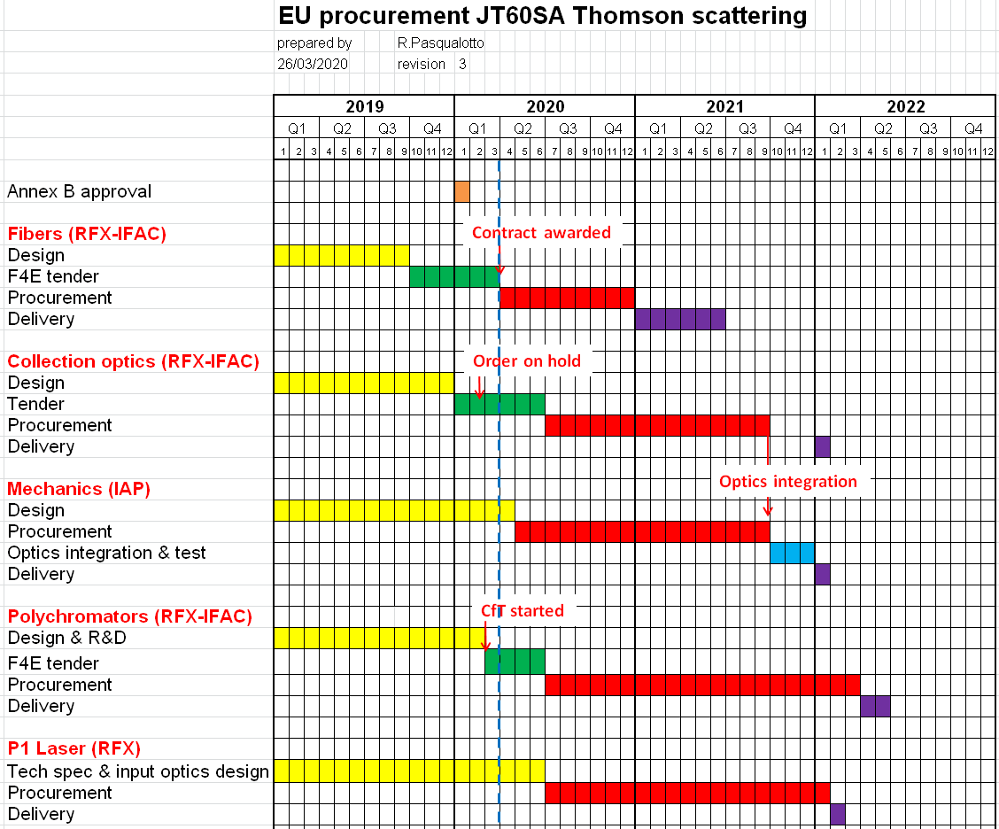 EU procurement JT60SA Thomson scattering
prepared by R.Pasqualotto
26/03/2020 revision 3
2019 2020 2021 2022
Q1 Q2 Q3 Q4 Q1 Q2 Q3 Q4 Q1 Q2 Q3 Q4 Q1 Q2 Q3 Q4
1 2 3 4 5 6 7 8 9 10 11 12 1 2 3 4 5 6 7 8 9 10 11 12 1 2 3 4 5 6 7 8 9 10 11 12 1 2 3 4 5 6 7 8 9 10 11 12
Annex B approval
Fibers (RFX-IFAC) Contract awarded
Design
F4E tender
Procurement
Delivery
Collection optics (RFX-IFAC) Order on hold
Design
Tender
Procurement
Delivery
Optics integration
Mechanics (IAP)
Design
Procurement
Optics integration & test
Delivery
Polychromators (RFX-IFAC) CfT started
Design & R&D
F4E tender
Procurement
Delivery
P1 Laser (RFX)
Tech spec & input optics design
Procurement
Delivery